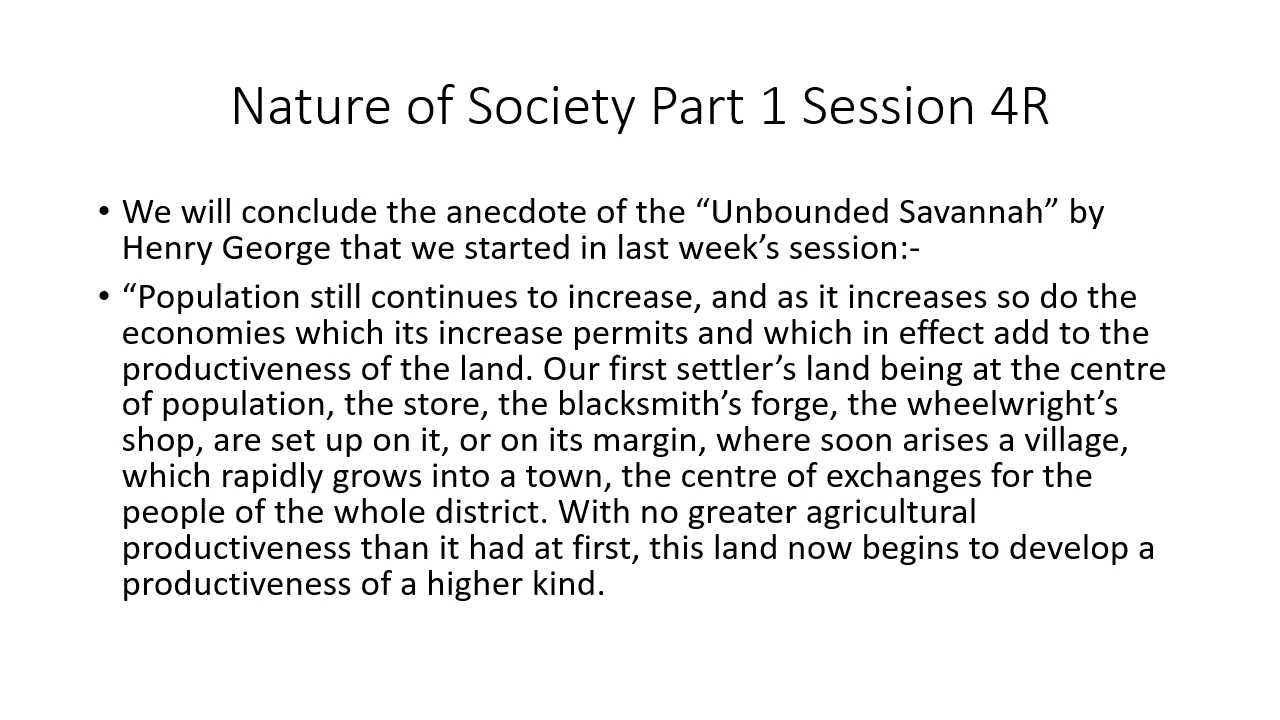 Nature of Society Part 1 Session 4R
• We will conclude the anecdote of the “Unbounded Savannah” by
Henry George that we started in last week’s session:-
• “Population still continues to increase, and as it increases so do the
economies which its increase permits and which in effect add to the
productiveness of the land. Our first settler’s land being at the centre
of population, the store, the blacksmith’s forge, the wheelwright’s
shop, are set up on it, or on its margin, where soon arises a village,
which rapidly grows into a town, the centre of exchanges for the
people of the whole district. With no greater agricultural
productiveness than it had at first, this land now begins to develop a
productiveness of a higher kind.